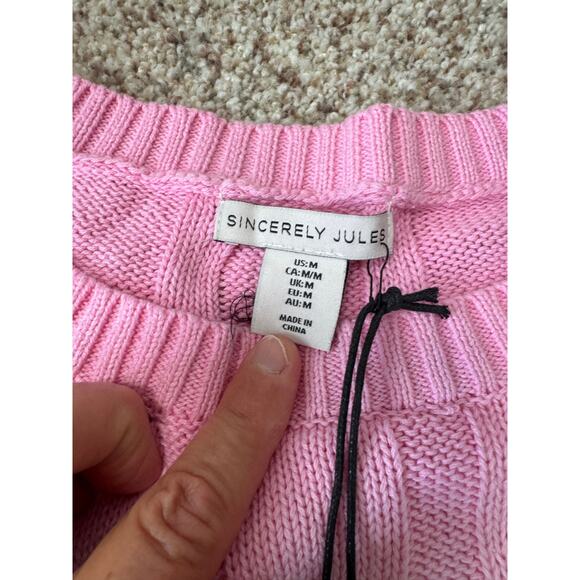 SINCERELY JULES
US: M
CA: M/M
UK: M
EU: M
AU: M
MADE IN
CHINA